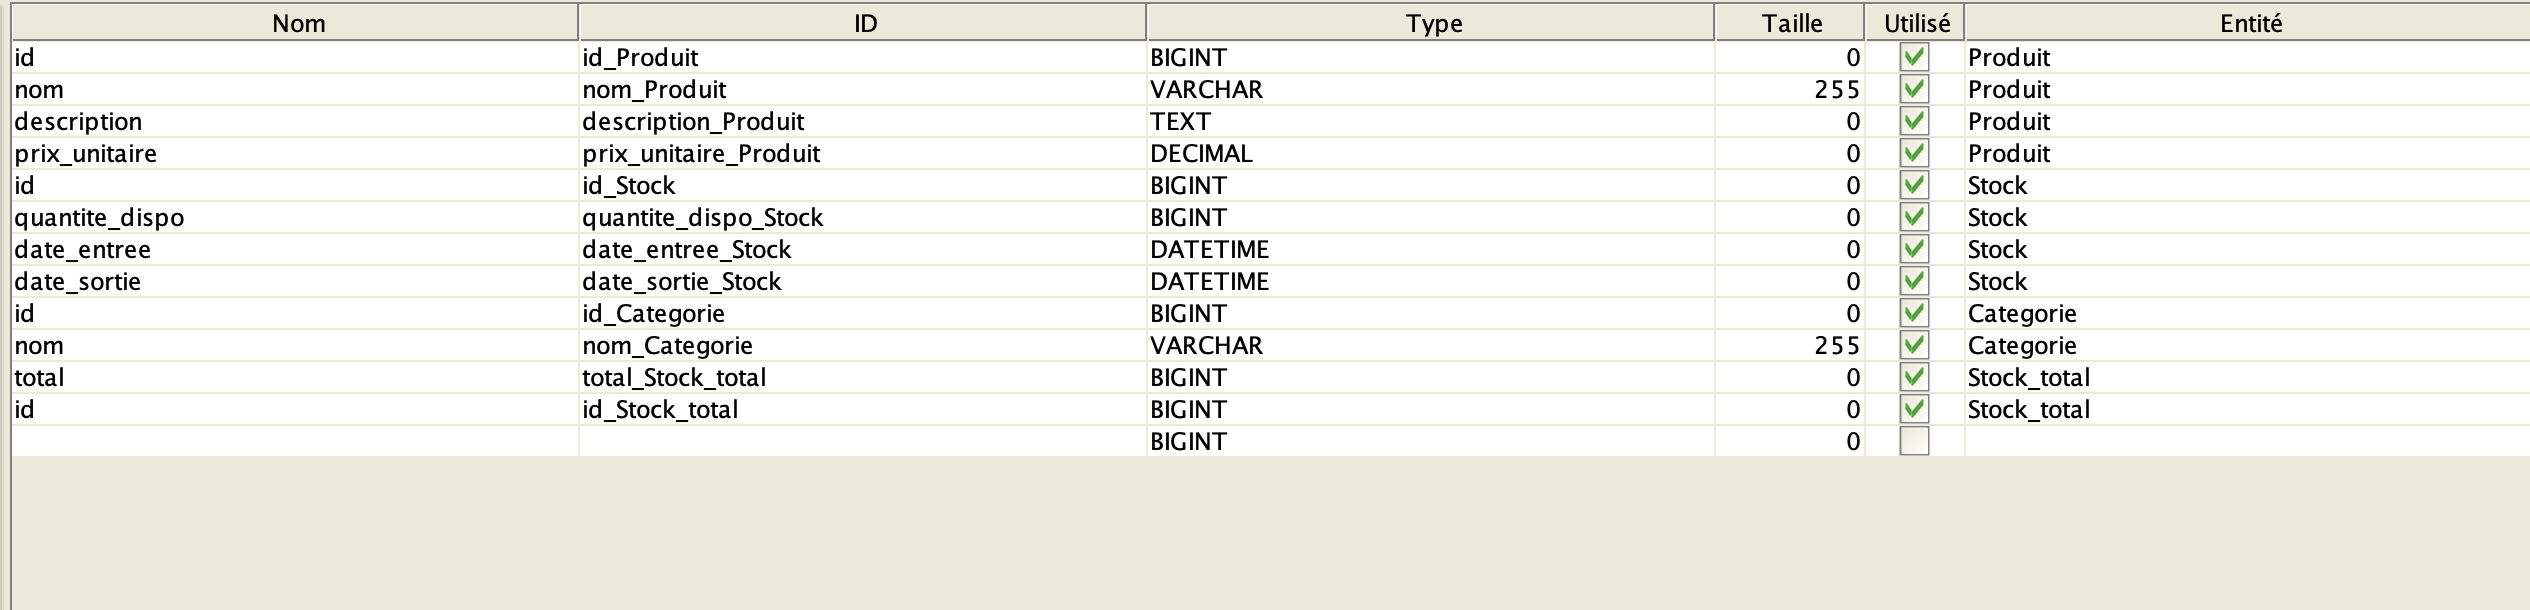 Nom ID Type Taille Utilisé Entité
id id_Produit BIGINT 0 Produit
nom nom_Produit VARCHAR 255 Produit
description description_Produit TEXT 0 Produit
prix_unitaire prix_unitaire_Produit DECIMAL 0 Produit
id id_Stock BIGINT 0 Stock
quantite_dispo quantite_dispo_Stock BIGINT 0 Stock
date_entree date_entree_Stock DATETIME 0 Stock
date_sortie date_sortie_Stock DATETIME 0 Stock
id id_Categorie BIGINT 0 Categorie
nom nom_Categorie VARCHAR 255 Categorie
total total_Stock_total BIGINT 0 Stock_total
id id_Stock_total BIGINT 0 Stock_total
BIGINT 0